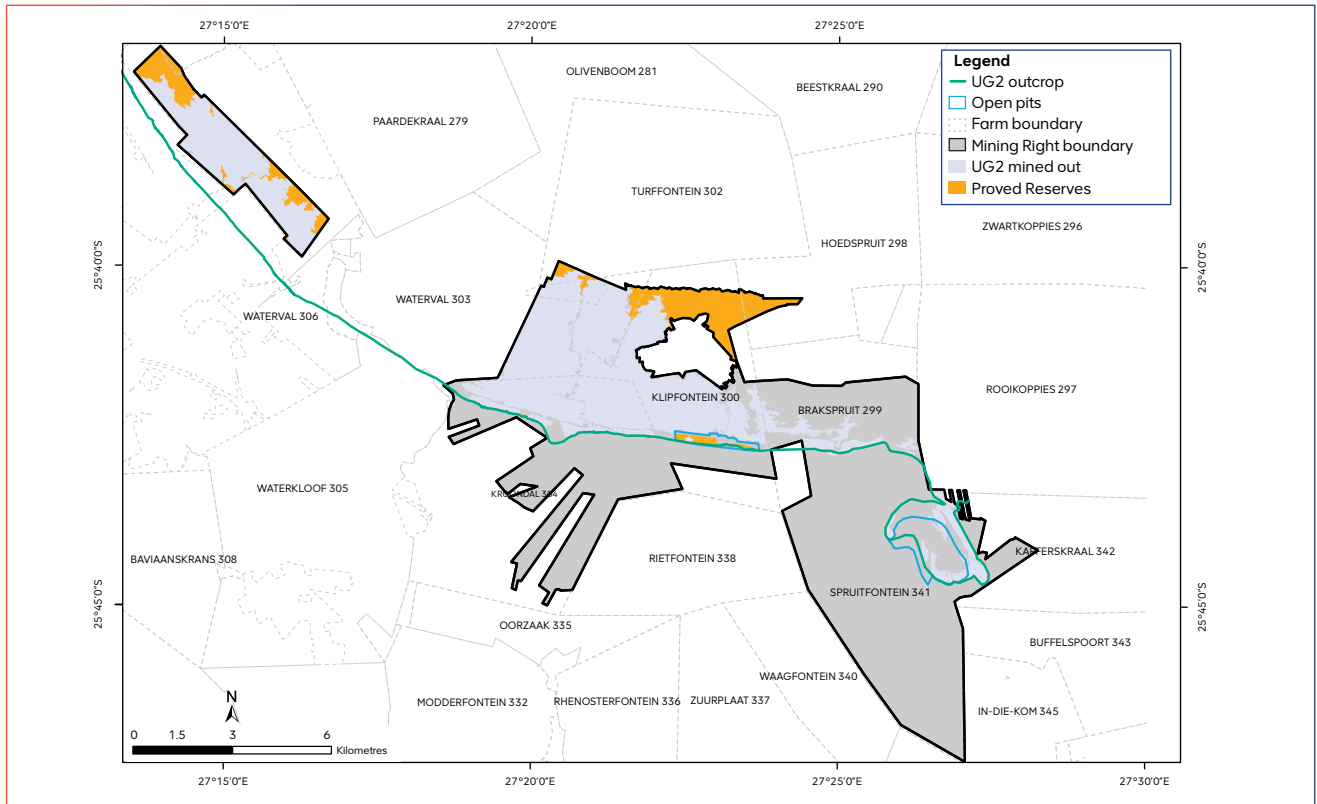 27°15'0"E
27°20'0"E
27°25'0"E
Legend
UG2 outcrop
Open pits
Farm boundary
Mining Right boundary
UG2 mined out
Proved Reserves
OLIVENBOOM 281
BEESTKRAAL 290
PAARDEKRAAL 279
TURFFONTEIN 302
ZWARTKOPPIES 296
HOEDSPRUIT 298
25°40'0"S
25°40'0"S
WATERVAL 303
WATERVAL 306
ROOIKOPPIES 297
KLIPFONTEIN 300
BRAKSPRUIT 299
WATERKLOOF 305
KROONDAL 304
BAVIAANSKRANS 308
RIETFONTEIN 338
KAFFERSKRAAL 342
SPRUITFONTEIN 341
25°45'0"S
25°45'0"S
OORZAAK 335
BUFFELSPOORT 343
WAAGFONTEIN 340
MODDERFONTEIN 332
RHENOSTERFONTEIN 336
ZUURPLAAT 337
IN-DIE-KOM 345
N
0 1.5 3 6
Kilometres
27°15'0"E
27°20'0"E
27°25'0"E
27°30'0"E